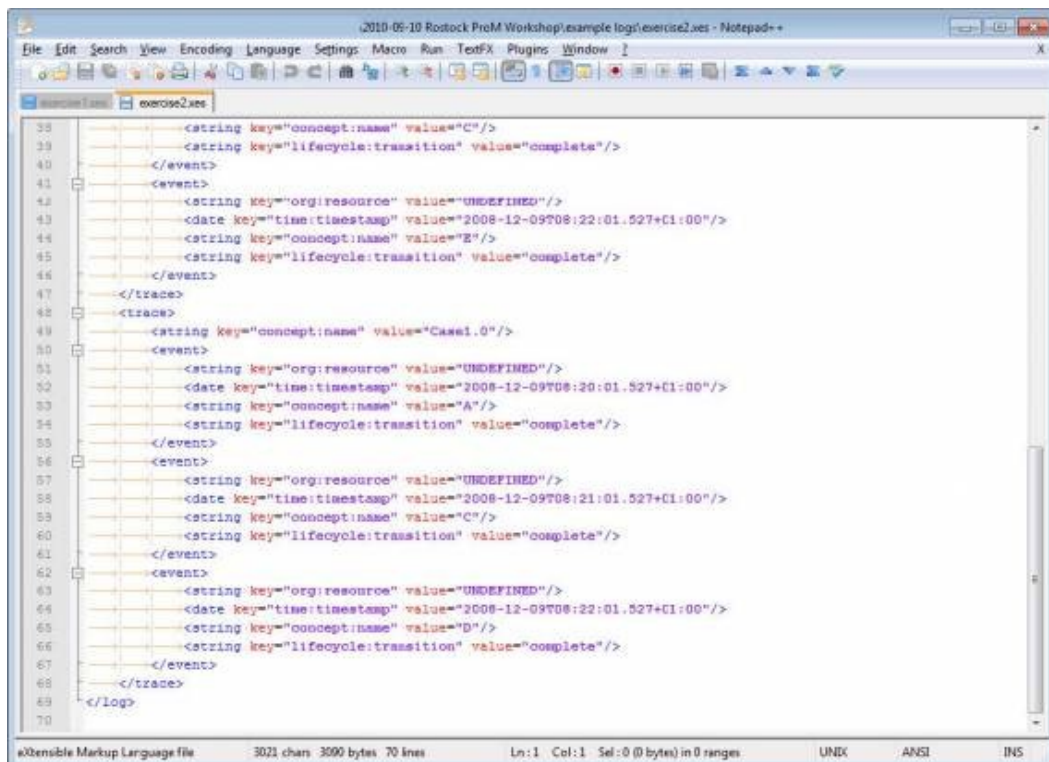 \2010-09-10 Rostock ProM Workshop\example logs\exercise2.xes - Notepad++
File Edit Search View Encoding Language Settings Macro Run TextFX Plugins Window ? X
exercise1.xes exercise2.xes
38 <string key="concept:name" value="C"/>
39 <string key="lifecycle:transition" value="complete"/>
40 </event>
41 <event>
42 <string key="org:resource" value="UNDEFINED"/>
43 <date key="time:timestamp" value="2008-12-09T08:22:01.527+01:00"/>
44 <string key="concept:name" value="E"/>
45 <string key="lifecycle:transition" value="complete"/>
46 </event>
47 </trace>
48 <trace>
49 <string key="concept:name" value="Case1.0"/>
50 <event>
51 <string key="org:resource" value="UNDEFINED"/>
52 <date key="time:timestamp" value="2008-12-09T08:20:01.527+01:00"/>
53 <string key="concept:name" value="A"/>
54 <string key="lifecycle:transition" value="complete"/>
55 </event>
56 <event>
57 <string key="org:resource" value="UNDEFINED"/>
58 <date key="time:timestamp" value="2008-12-09T08:21:01.527+01:00"/>
59 <string key="concept:name" value="C"/>
60 <string key="lifecycle:transition" value="complete"/>
61 </event>
62 <event>
63 <string key="org:resource" value="UNDEFINED"/>
64 <date key="time:timestamp" value="2008-12-09T08:22:01.527+01:00"/>
65 <string key="concept:name" value="D"/>
66 <string key="lifecycle:transition" value="complete"/>
67 </event>
68 </trace>
69 </log>
70
eXtensible Markup Language file 3021 chars 3090 bytes 70 lines Ln : 1 Col : 1 Sel : 0 (0 bytes) in 0 ranges UNIX ANSI INS